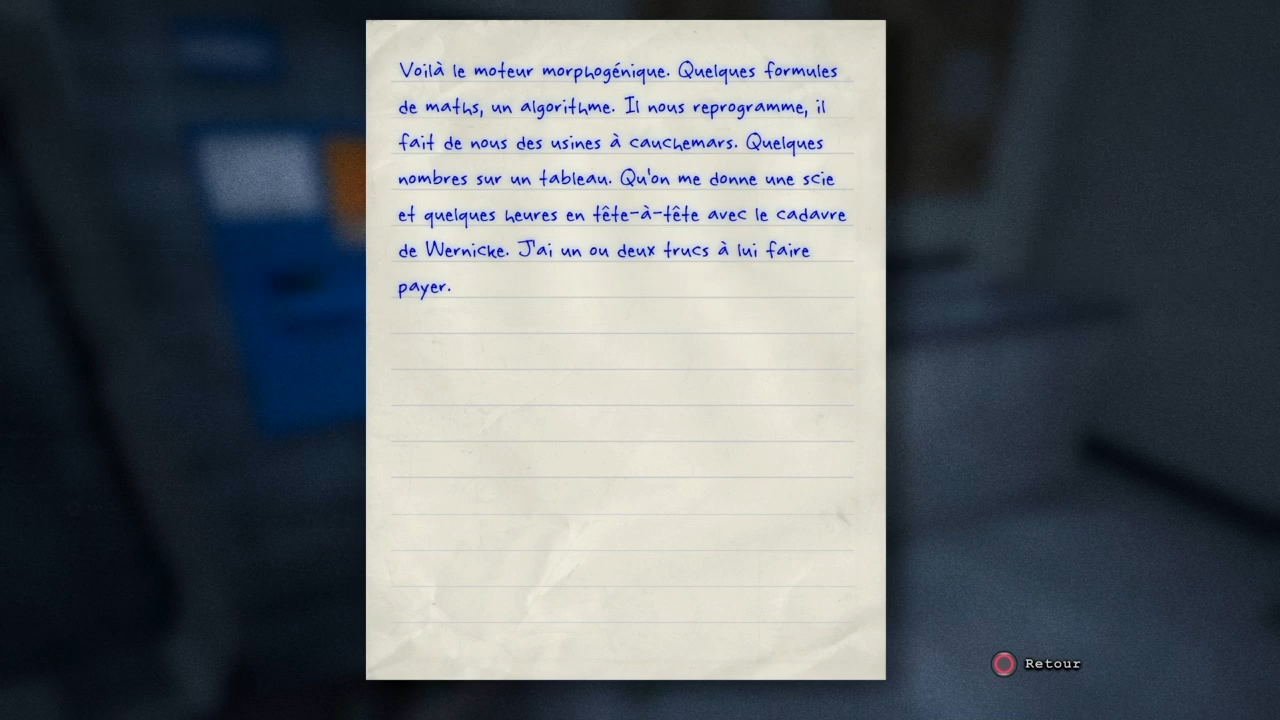 Voilà le moteur morphogénique. Quelques formules
de maths, un algorithme. Il nous reprogramme, il
fait de nous des usines à cauchemars. Quelques
nombres sur un tableau. Qu'on me donne une scie
et quelques heures en tête-à-tête avec le cadavre
de Wernicke. J'ai un ou deux trucs à lui faire
payer.
Retour